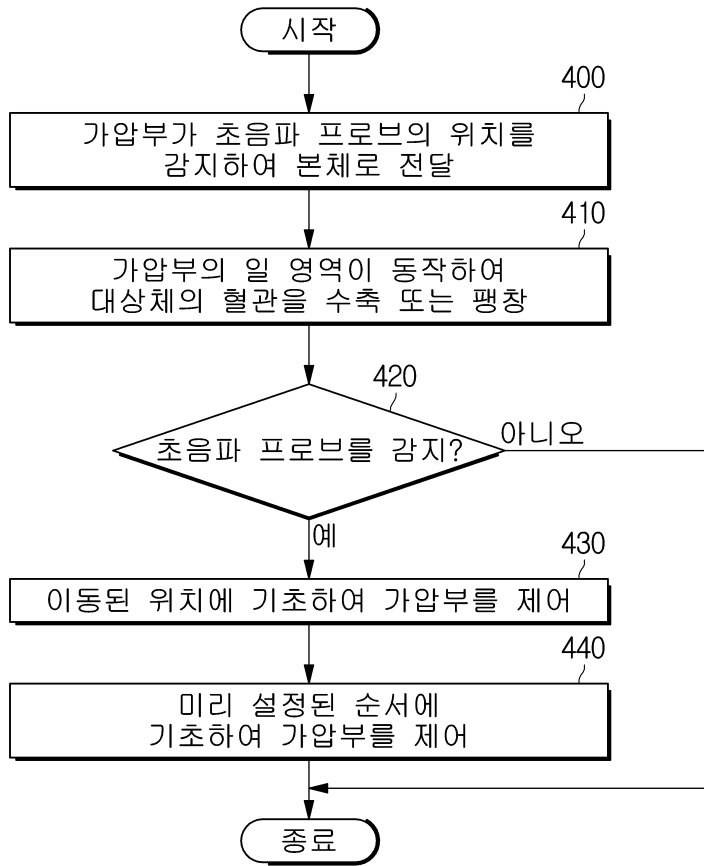 시작
400
가압부가 초음파 프로브의 위치를
감지하여 본체로 전달
410
가압부의 일 영역이 동작하여
대상체의 혈관을 수축 또는 팽창
420
초음파 프로브를 감지?
아니오
예
430
이동된 위치에 기초하여 가압부를 제어
440
미리 설정된 순서에
기초하여 가압부를 제어
종료